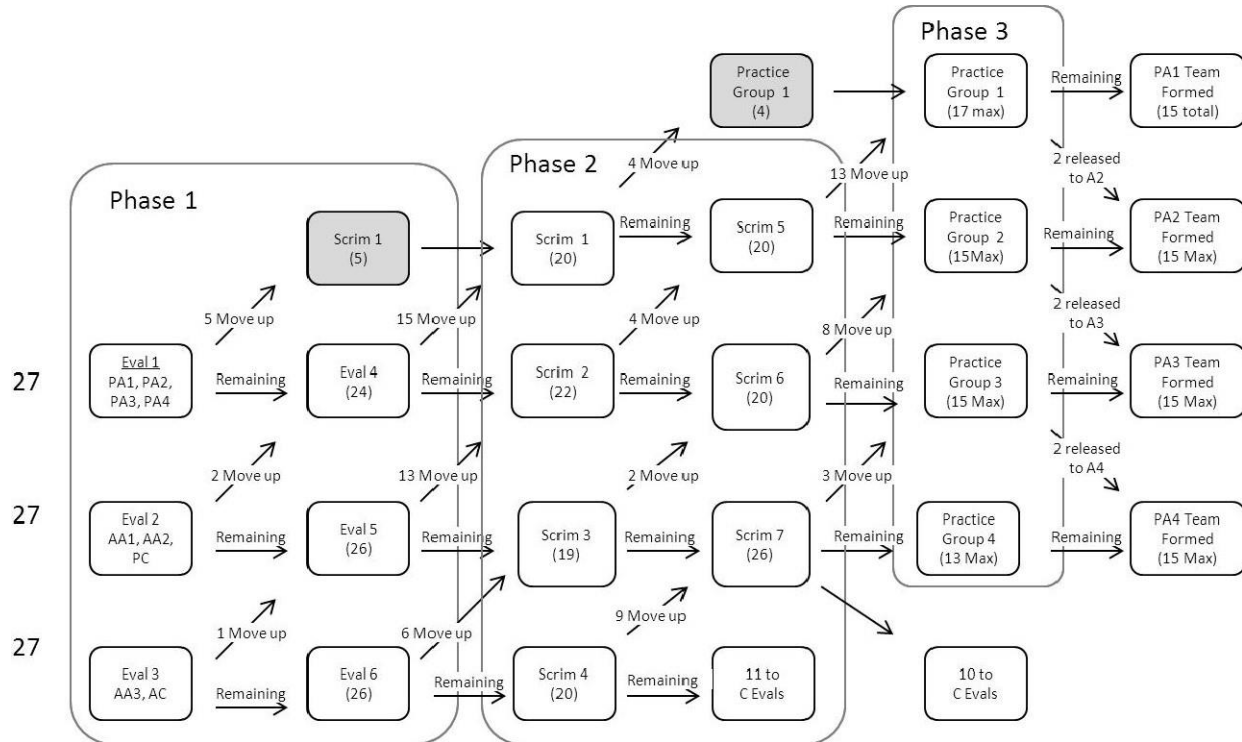 Phase 3
Practice
Group 1
(4)
Practice
Group 1
(17 max)
Remaining
PA1 Team
Formed
(15 total)
Phase 2
4 Move up
13 Move up
2 released
to A2
Phase 1
Scrim 1
(5)
Scrim 1
(20)
Remaining
Scrim 5
(20)
Remaining
Practice
Group 2
(15Max)
Remaining
PA2 Team
Formed
(15 Max)
5 Move up
15 Move up
4 Move up
8 Move up
2 released
to A3
27
Eval 1
PA1, PA2,
PA3, PA4
Remaining
Eval 4
(24)
Remaining
Scrim 2
(22)
Remaining
Scrim 6
(20)
Remaining
Practice
Group 3
(15 Max)
Remaining
PA3 Team
Formed
(15 Max)
2 Move up
13 Move up
2 Move up
3 Move up
2 released
to A4
27
Eval 2
AA1, AA2,
PC
Remaining
Eval 5
(26)
Remaining
Scrim 3
(19)
Remaining
Scrim 7
(26)
Remaining
Practice
Group 4
(13 Max)
Remaining
PA4 Team
Formed
(15 Max)
1 Move up
6 Move up
9 Move up
27
Eval 3
AA3, AC
Remaining
Eval 6
(26)
Remaining
Scrim 4
(20)
Remaining
11 to
C Evals
10 to
C Evals